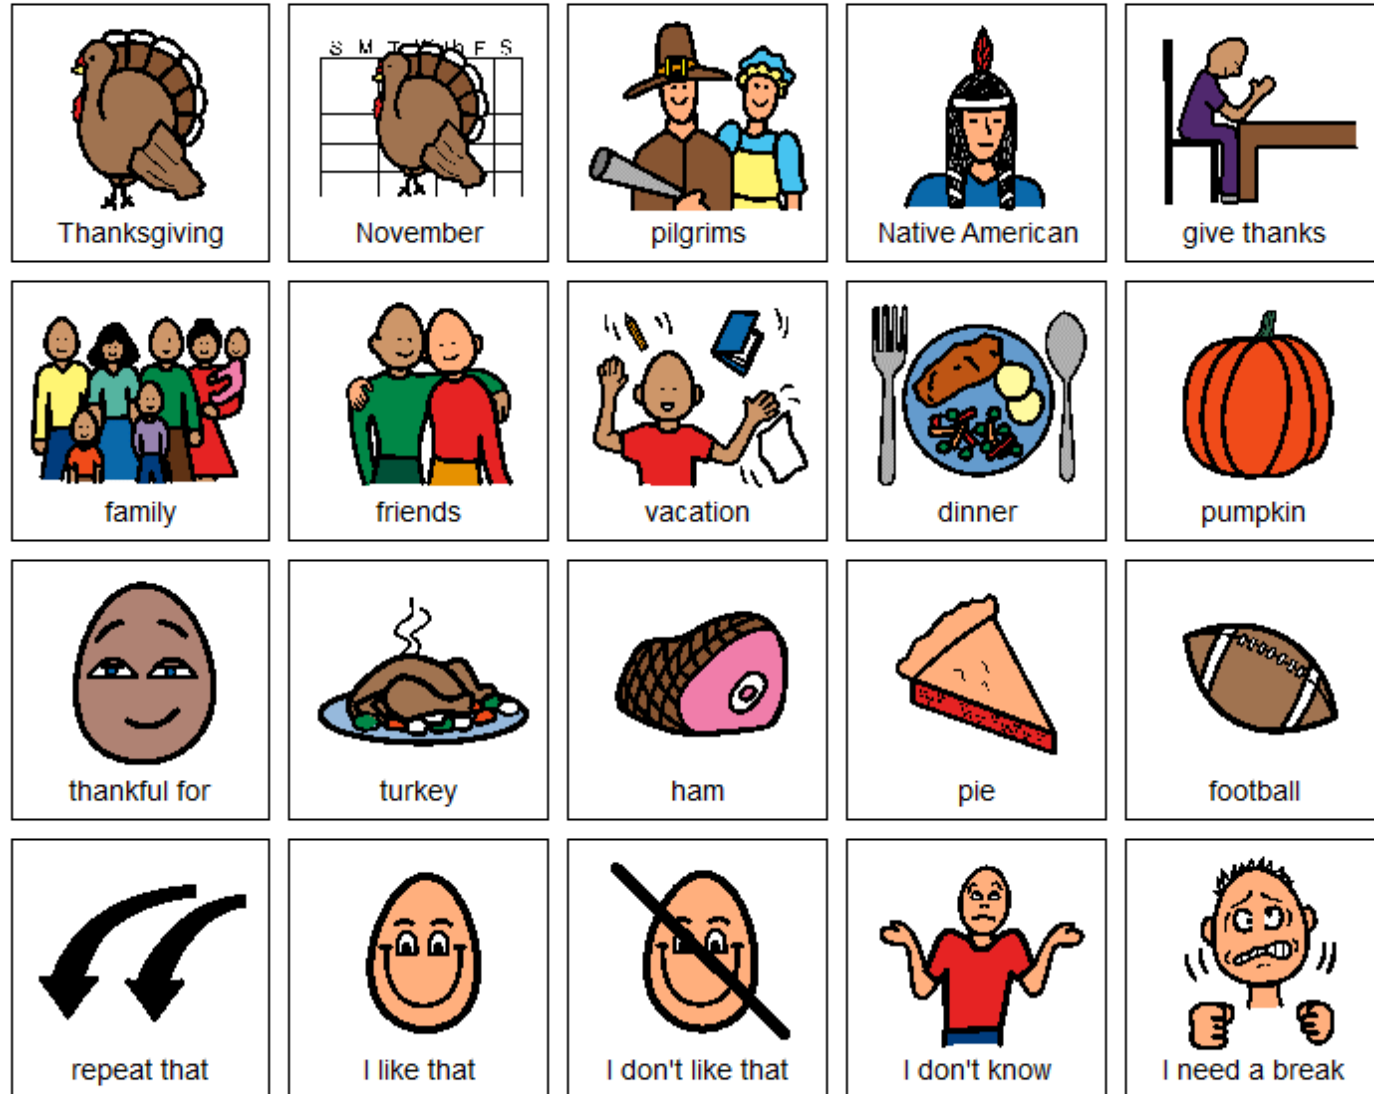 S M T W th F S
Thanksgiving
November
pilgrims
Native American
give thanks
family
friends
vacation
dinner
pumpkin
thankful for
turkey
ham
pie
football
repeat that
I like that
I don't like that
I don't know
I need a break